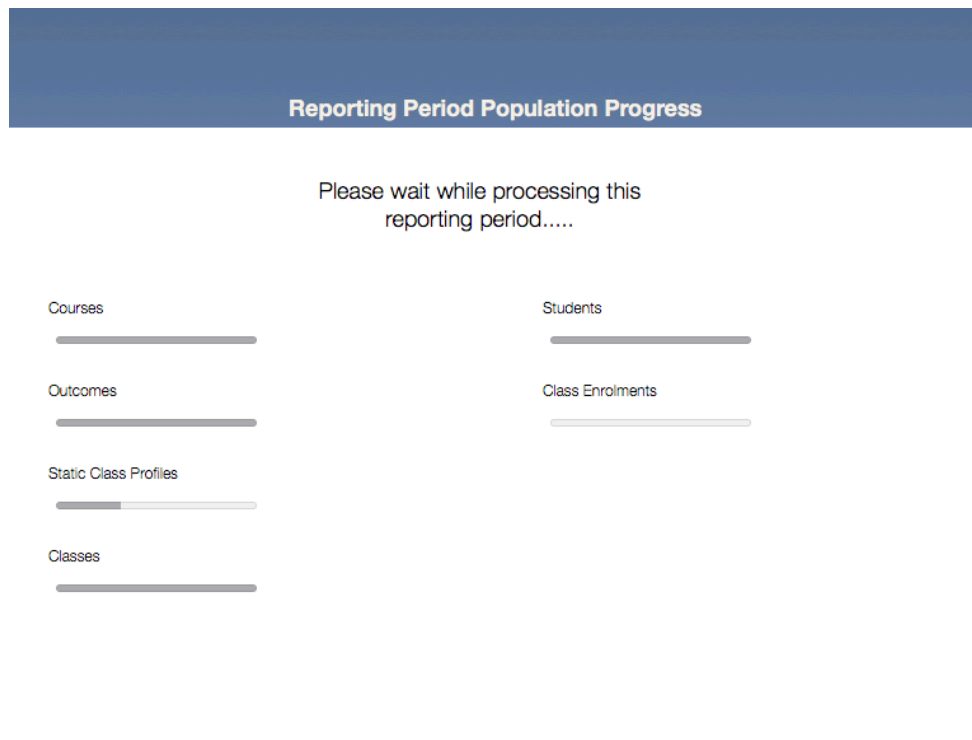 Reporting Period Population Progress
Please wait while processing this
reporting period.....
Courses
Outcomes
Static Class Profiles
Classes
Students
Class Enrolments